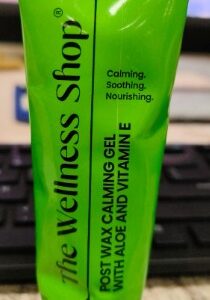 The Wellness Shop®
Calming.
Soothing.
Nourishing.
POST WAX CALMING GEL
WITH ALOE AND VITAMIN E